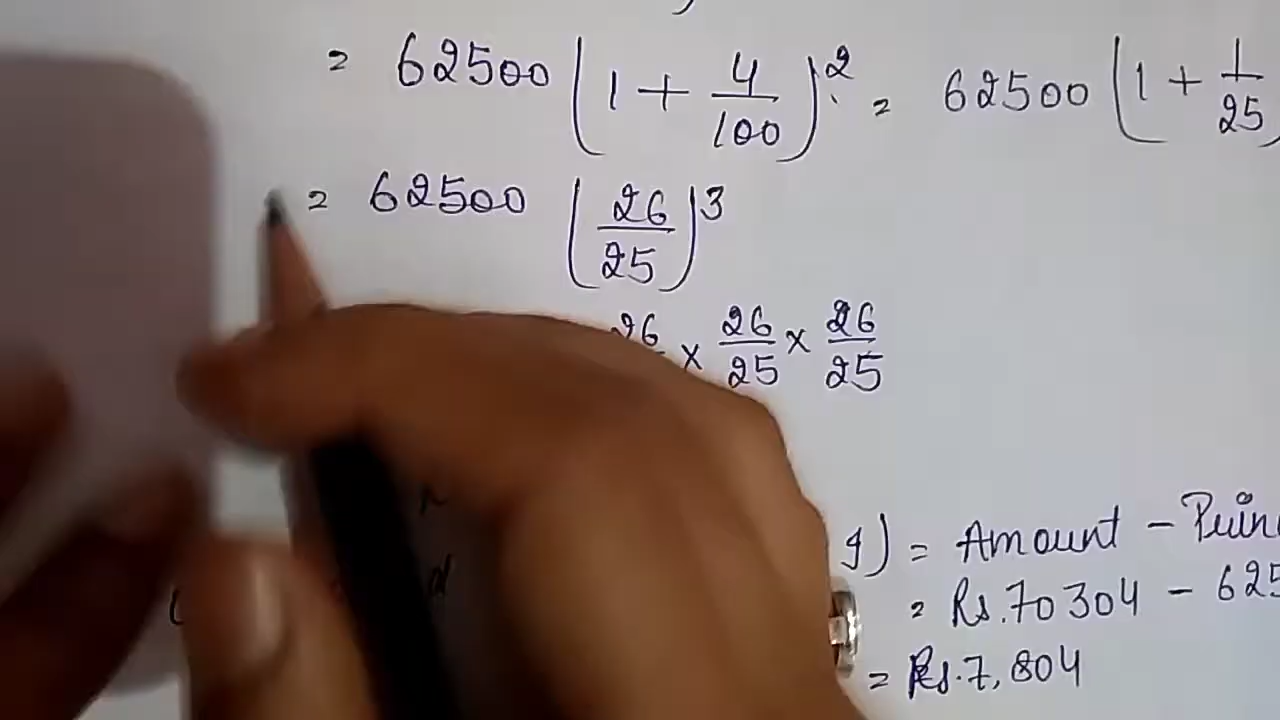 = 62500 (1 + 4/100)^2 = 62500 (1 + 1/25
= 62500 (26/25)^3
26 × 26/25 × 26/25
g) = Amount -
= Rs. 70304 - 625
= Rs. 7,804